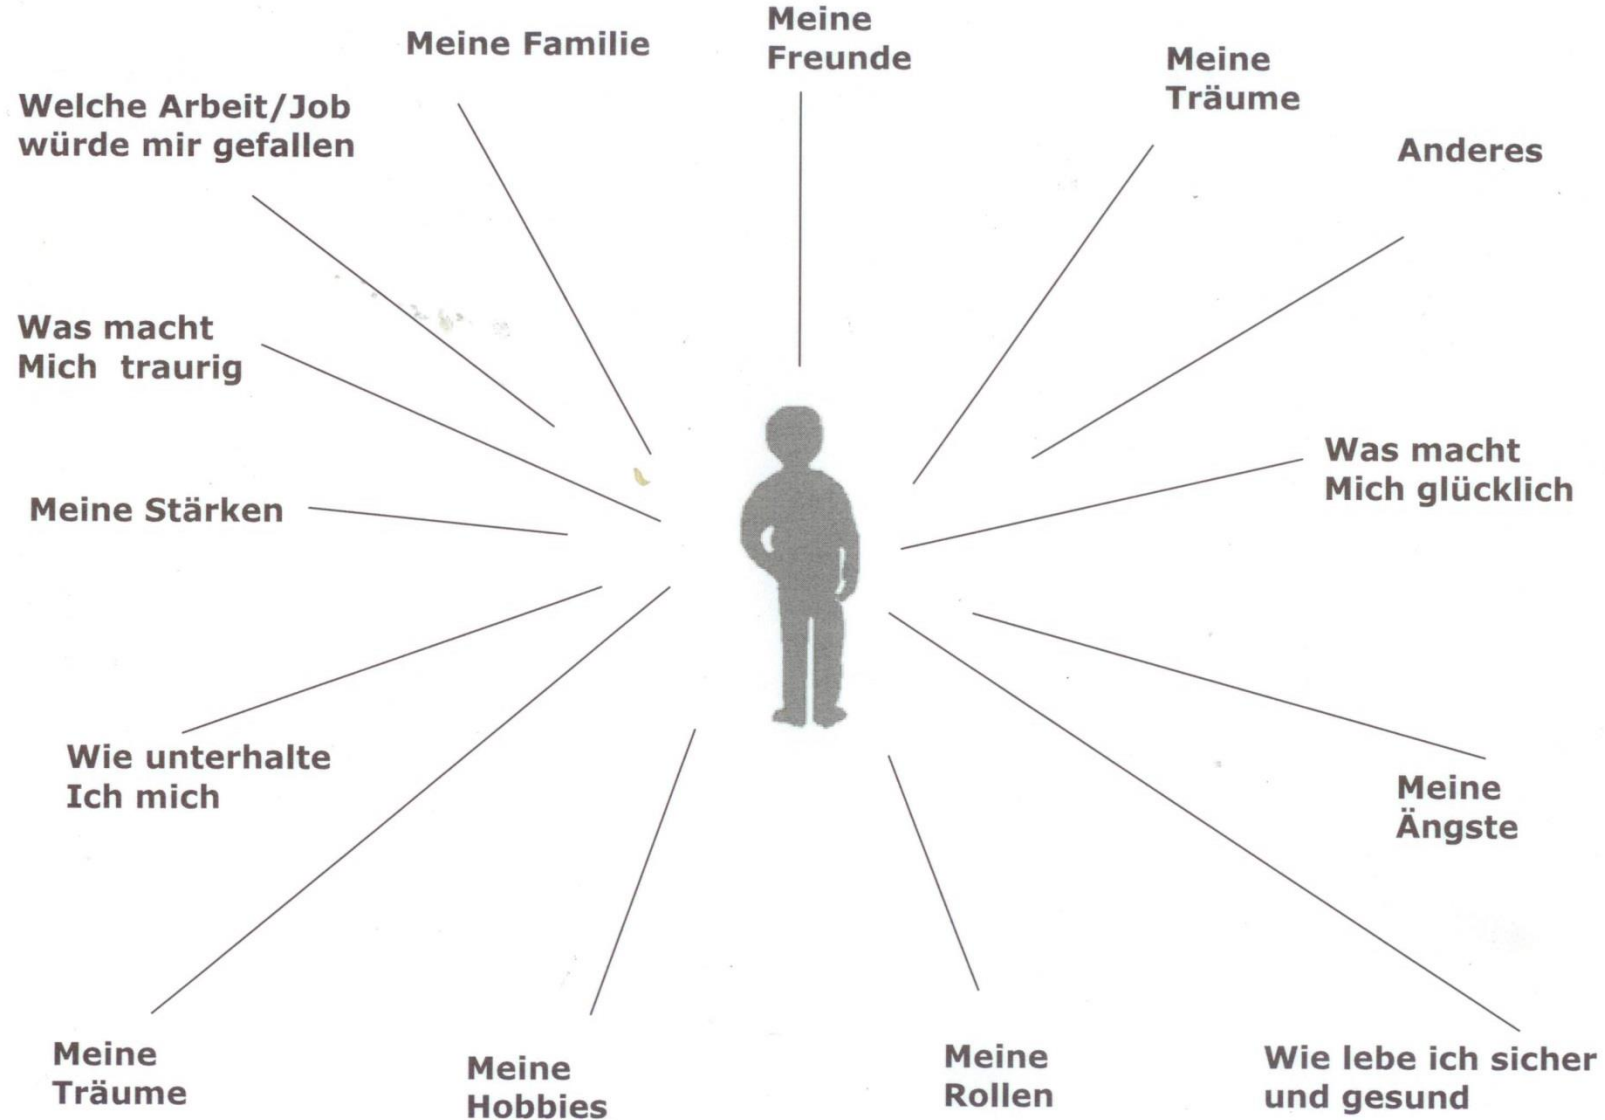 Meine Familie
Meine
Freunde
Meine
Träume
Welche Arbeit/Job
würde mir gefallen
Anderes
Was macht
Mich  traurig
Was macht
Mich glücklich
Meine Stärken
Wie unterhalte
Ich mich
Meine
Ängste
Meine
Träume
Meine
Hobbies
Meine
Rollen
Wie lebe ich sicher
und gesund